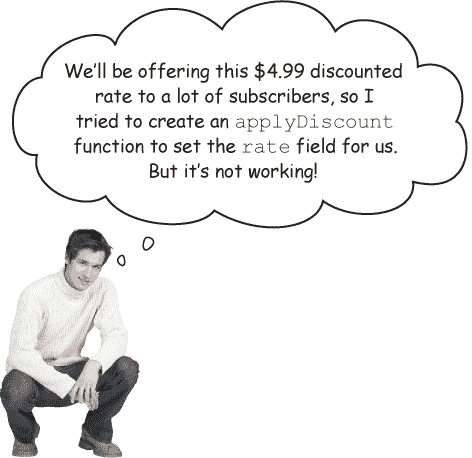 We'll be offering this $4.99 discounted
rate to a lot of subscribers, so I
tried to create an applyDiscount
function to set the rate field for us.
But it's not working!